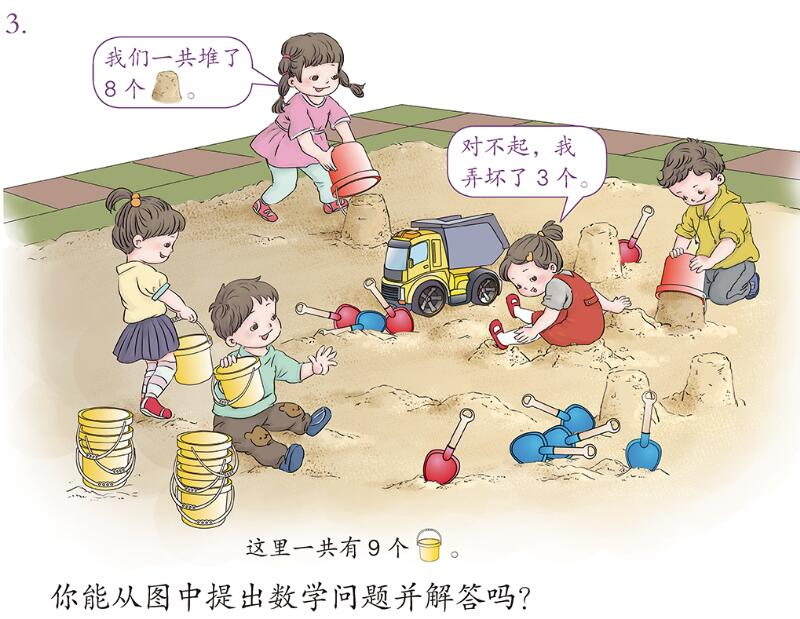 3.
我们一共堆了
8 个 。
对不起，我
弄坏了 3 个。
这里一共有 9 个 。
你能从图中提出数学问题并解答吗？